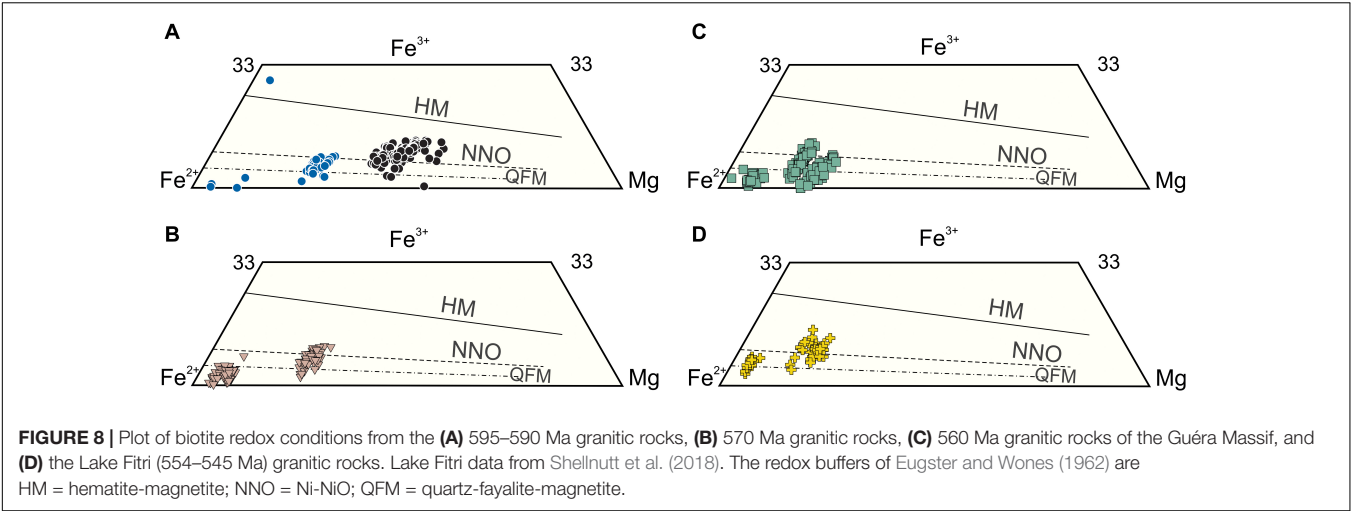 A
Fe3+
33
33
HM
NNO
QFM
Fe2+
Mg
C
Fe3+
33
33
HM
NNO
QFM
Fe2+
Mg
B
Fe3+
33
33
HM
NNO
QFM
Fe2+
Mg
D
Fe3+
33
33
HM
NNO
QFM
Fe2+
Mg
FIGURE 8 | Plot of biotite redox conditions from the (A) 595–590 Ma granitic rocks, (B) 570 Ma granitic rocks, (C) 560 Ma granitic rocks of the Guéra Massif, and
(D) the Lake Fitri (554–545 Ma) granitic rocks. Lake Fitri data from Shellnutt et al. (2018). The redox buffers of Eugster and Wones (1962) are
HM = hematite-magnetite; NNO = Ni-NiO; QFM = quartz-fayalite-magnetite.